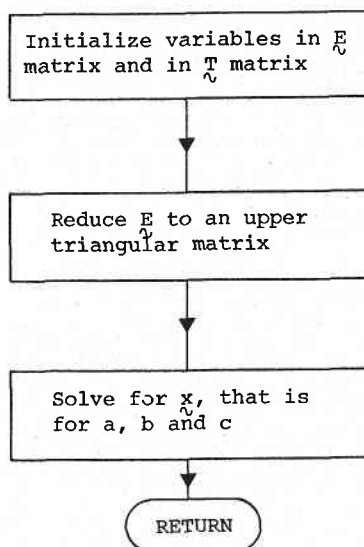 Initialize variables in E
matrix and in T matrix
Reduce E to an upper
triangular matrix
Solve for x, that is
for a, b and c
RETURN